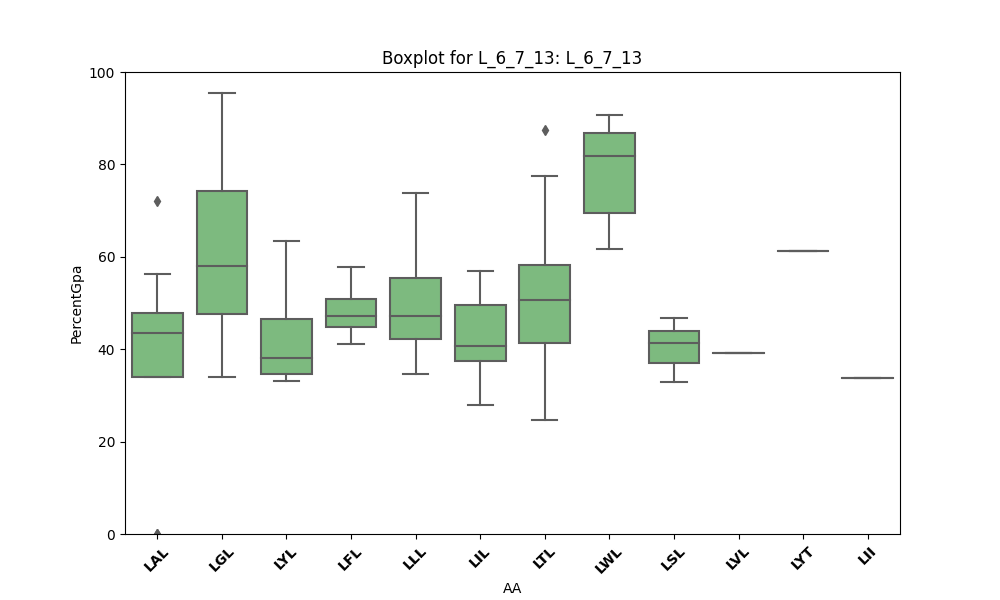 Boxplot for L_6_7_13: L_6_7_13
100
80
60
40
20
0
PercentGpa
LAL LGL LYL LFL LLL LIL LTL LWL LSL LVL LYT LII
AA